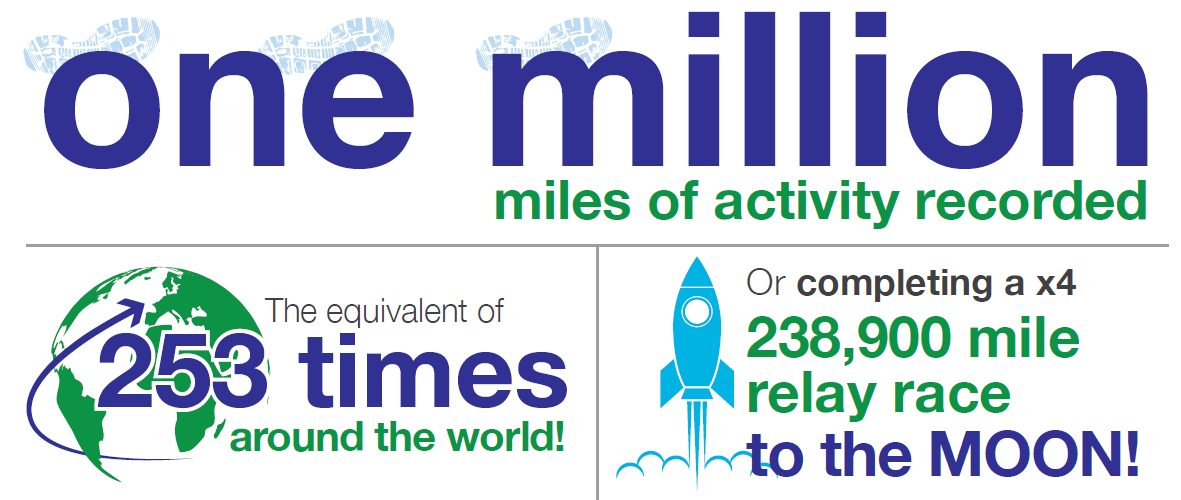 one million
miles of activity recorded
The equivalent of
253 times
around the world!
Or completing a x4
238,900 mile
relay race
to the MOON!